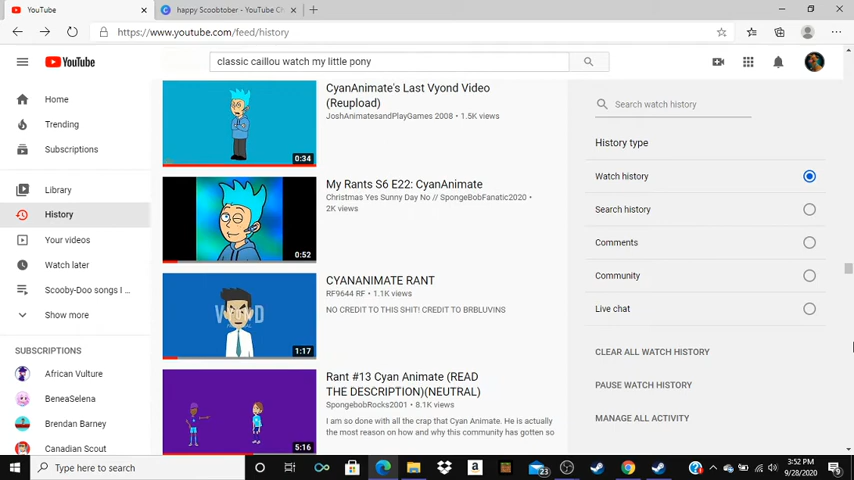 YouTube
happy Scoobtober - YouTube Ch
https://www.youtube.com/feed/history
YouTube
classic caillou watch my little pony
Home
Trending
Subscriptions
Library
History
Your videos
Watch later
Scooby-Doo songs I ...
Show more
SUBSCRIPTIONS
African Vulture
BeneaSelena
Brendan Barney
Canadian Scout
0:34
CyanAnimate's Last Vyond Video
(Reupload)
JoshAnimatesandPlayGames 2008 • 1.5K views
0:52
My Rants S6 E22: CyanAnimate
Christmas Yes Sunny Day No // SpongeBobFanatic2020 •
2K views
VYOND
1:17
CYANANIMATE RANT
RF9644 RF • 1.1K views
NO CREDIT TO THIS SHIT! CREDIT TO BRBLUVINS
5:16
Rant #13 Cyan Animate (READ
THE DESCRIPTION)(NEUTRAL)
SpongebobRocks2001 • 8.1K views
I am so done with all the crap that Cyan Animate. He is actually
the most reason on how and why this community has gotten so
Search watch history
History type
Watch history
Search history
Comments
Community
Live chat
CLEAR ALL WATCH HISTORY
PAUSE WATCH HISTORY
MANAGE ALL ACTIVITY
Type here to search
a
23
3:52 PM
9/28/2020